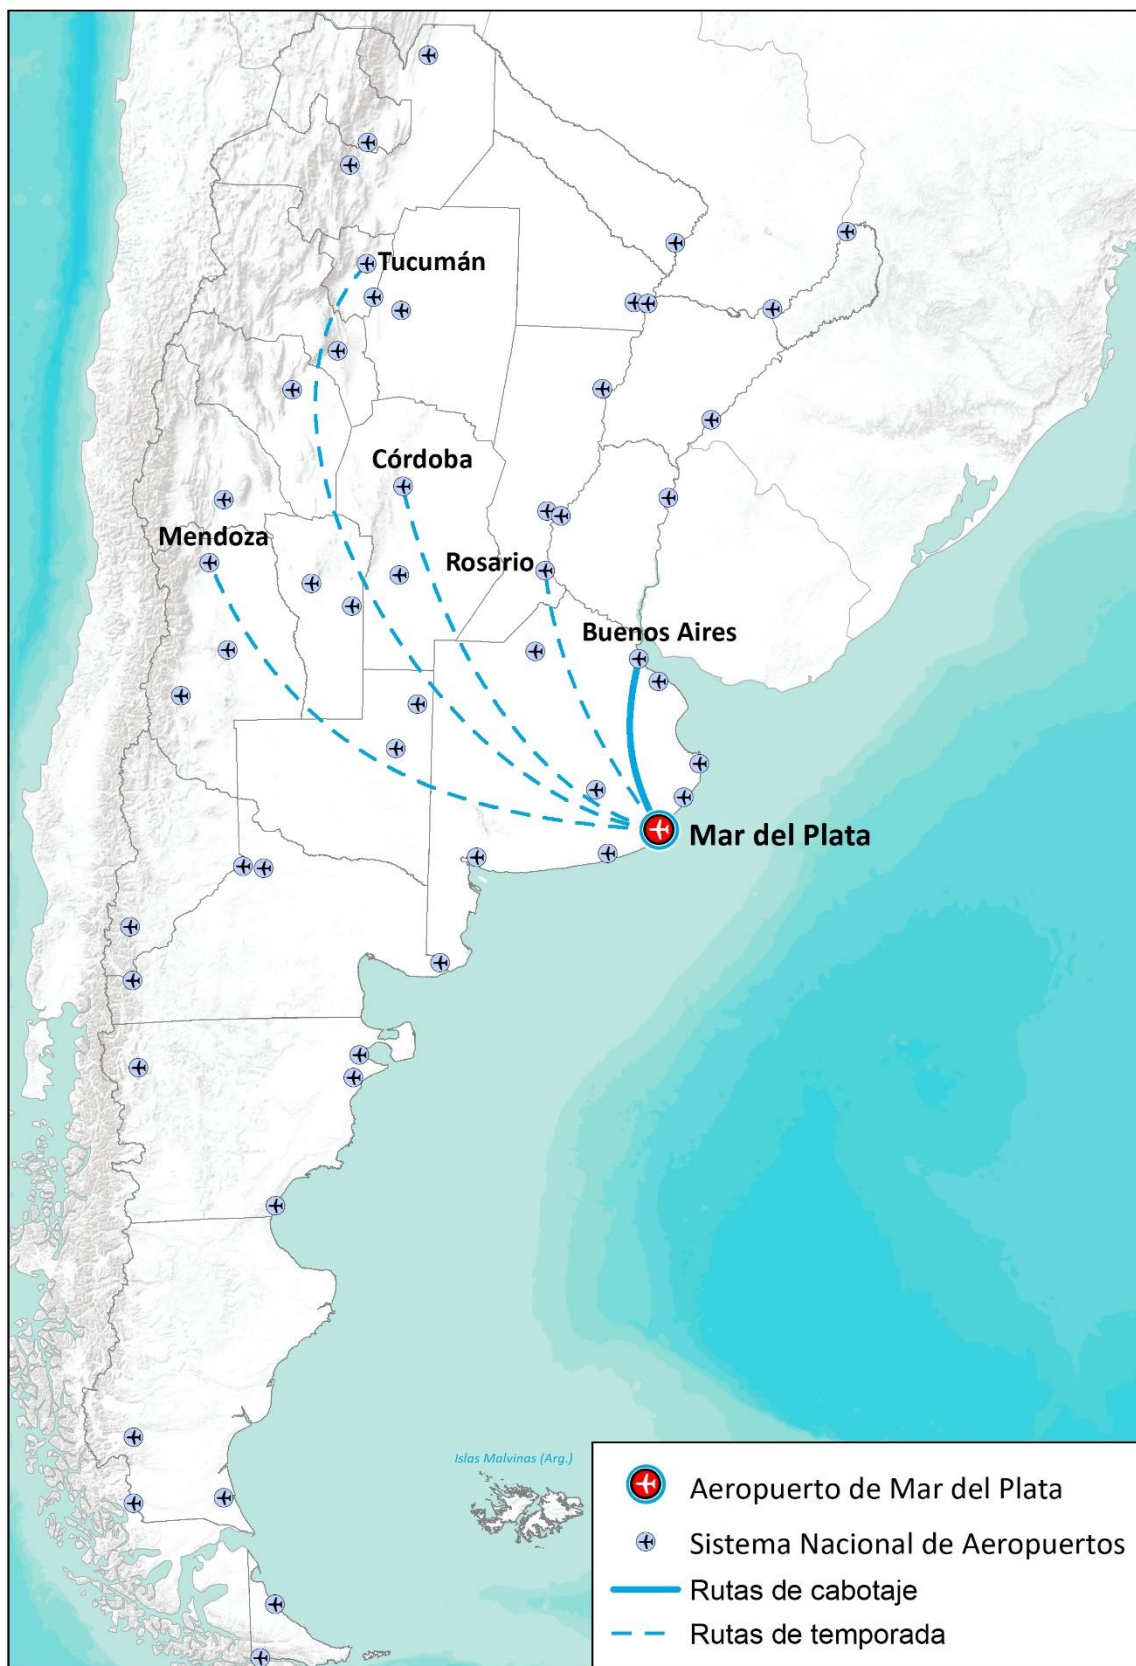 Tucumán
Córdoba
Mendoza
Rosario
Buenos Aires
Mar del Plata
Islas Malvinas (Arg.)
Aeropuerto de Mar del Plata
Sistema Nacional de Aeropuertos
Rutas de cabotaje
Rutas de temporada